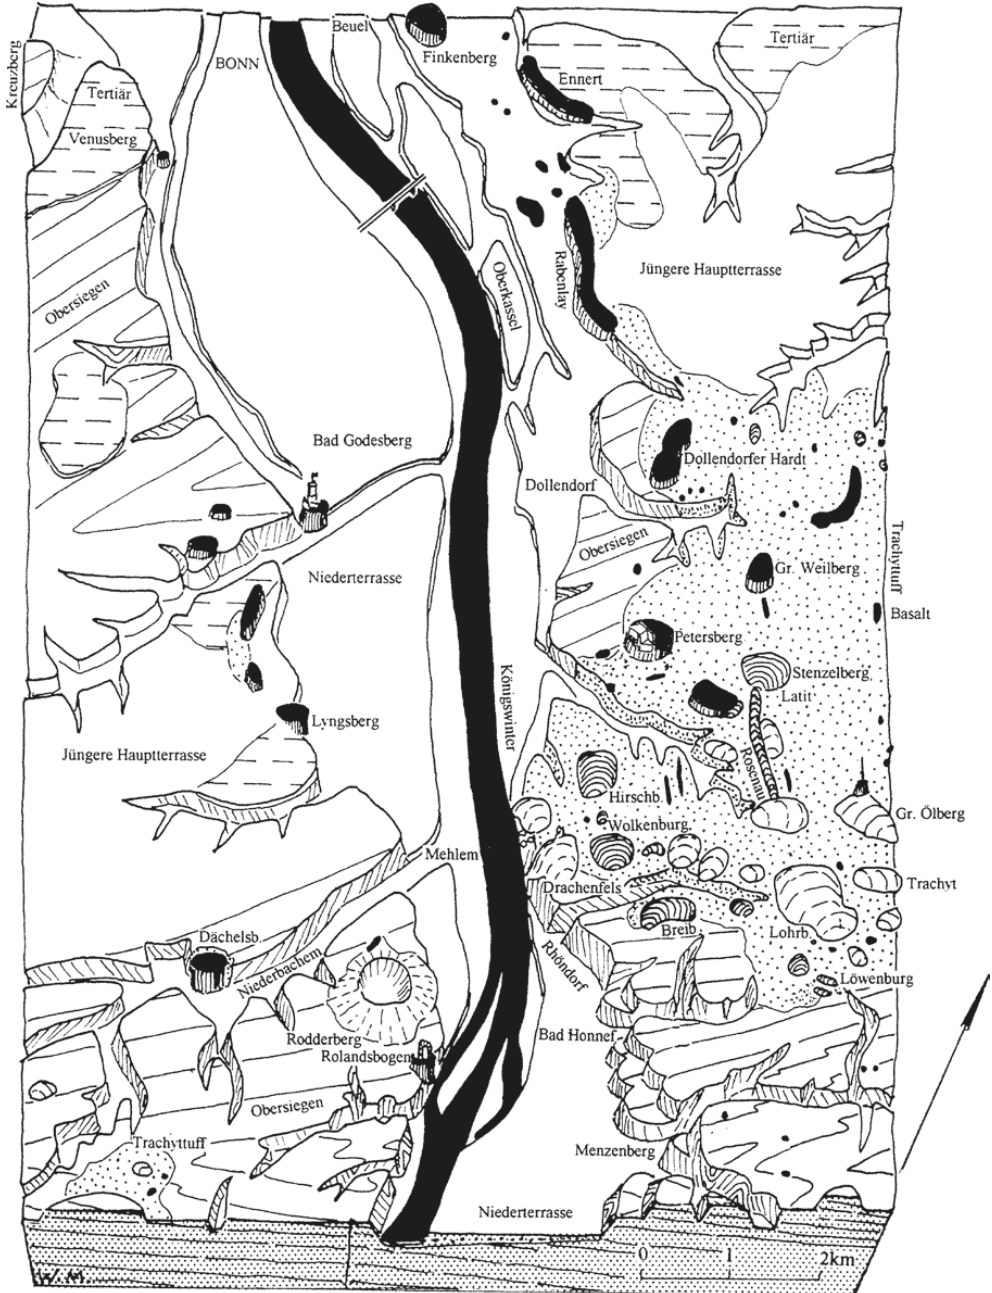 Beuel
BONN
Finkenberg
Tertiär
Kreuzberg
Ennert
Tertiär
Venusberg
Rabenlay
Oberkassel
Jüngere Hauptterrasse
Obersiegen
Bad Godesberg
Dollendorfer Hardt
Dollendorf
Obersiegen
Trachyttuff
Niederterrasse
Gr. Weilberg
Basalt
Petersberg
Stenzelberg
Latit
Königswinter
Lyngsberg
Jüngere Hauptterrasse
Rosenau
Hirschb.
Wolkenburg
Gr. Ölberg
Mehlem
Drachenfels
Trachyt
Breib.
Lohrb.
Dächelsb.
Niederbachem
Rhöndorf
Löwenburg
Rodderberg
Rolandsbogen
Bad Honnef
Obersiegen
Trachyttuff
Menzenberg
Niederterrasse
0 1 2km
W. M.